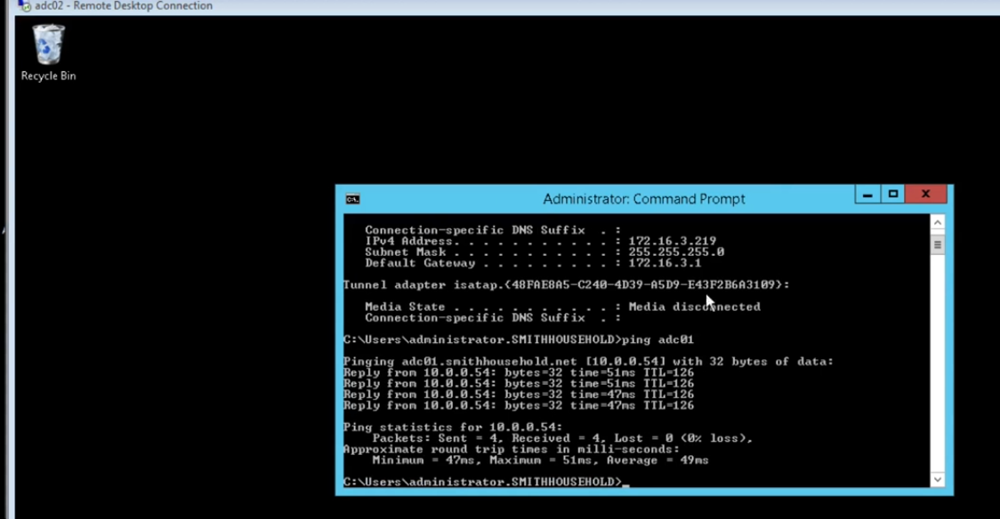 adc02 - Remote Desktop Connection
Recycle Bin
Administrator: Command Prompt
Connection-specific DNS Suffix . :
IPv4 Address. . . . . . . . . . . : 172.16.3.219
Subnet Mask . . . . . . . . . . . : 255.255.255.0
Default Gateway . . . . . . . . . : 172.16.3.1
Tunnel adapter isatap.{48FAE8A5-C240-4D39-A5D9-E43F2B6A3109}:
Media State . . . . . . . . . . . : Media disconnected
Connection-specific DNS Suffix . :
C:\Users\administrator.SMITHHOUSEHOLD>ping adc01
Pinging adc01.smithhousehold.net [10.0.0.54] with 32 bytes of data:
Reply from 10.0.0.54: bytes=32 time=51ms TTL=126
Reply from 10.0.0.54: bytes=32 time=51ms TTL=126
Reply from 10.0.0.54: bytes=32 time=47ms TTL=126
Reply from 10.0.0.54: bytes=32 time=47ms TTL=126
Ping statistics for 10.0.0.54:
Packets: Sent = 4, Received = 4, Lost = 0 (0% loss),
Approximate round trip times in milli-seconds:
Minimum = 47ms, Maximum = 51ms, Average = 49ms
C:\Users\administrator.SMITHHOUSEHOLD>_